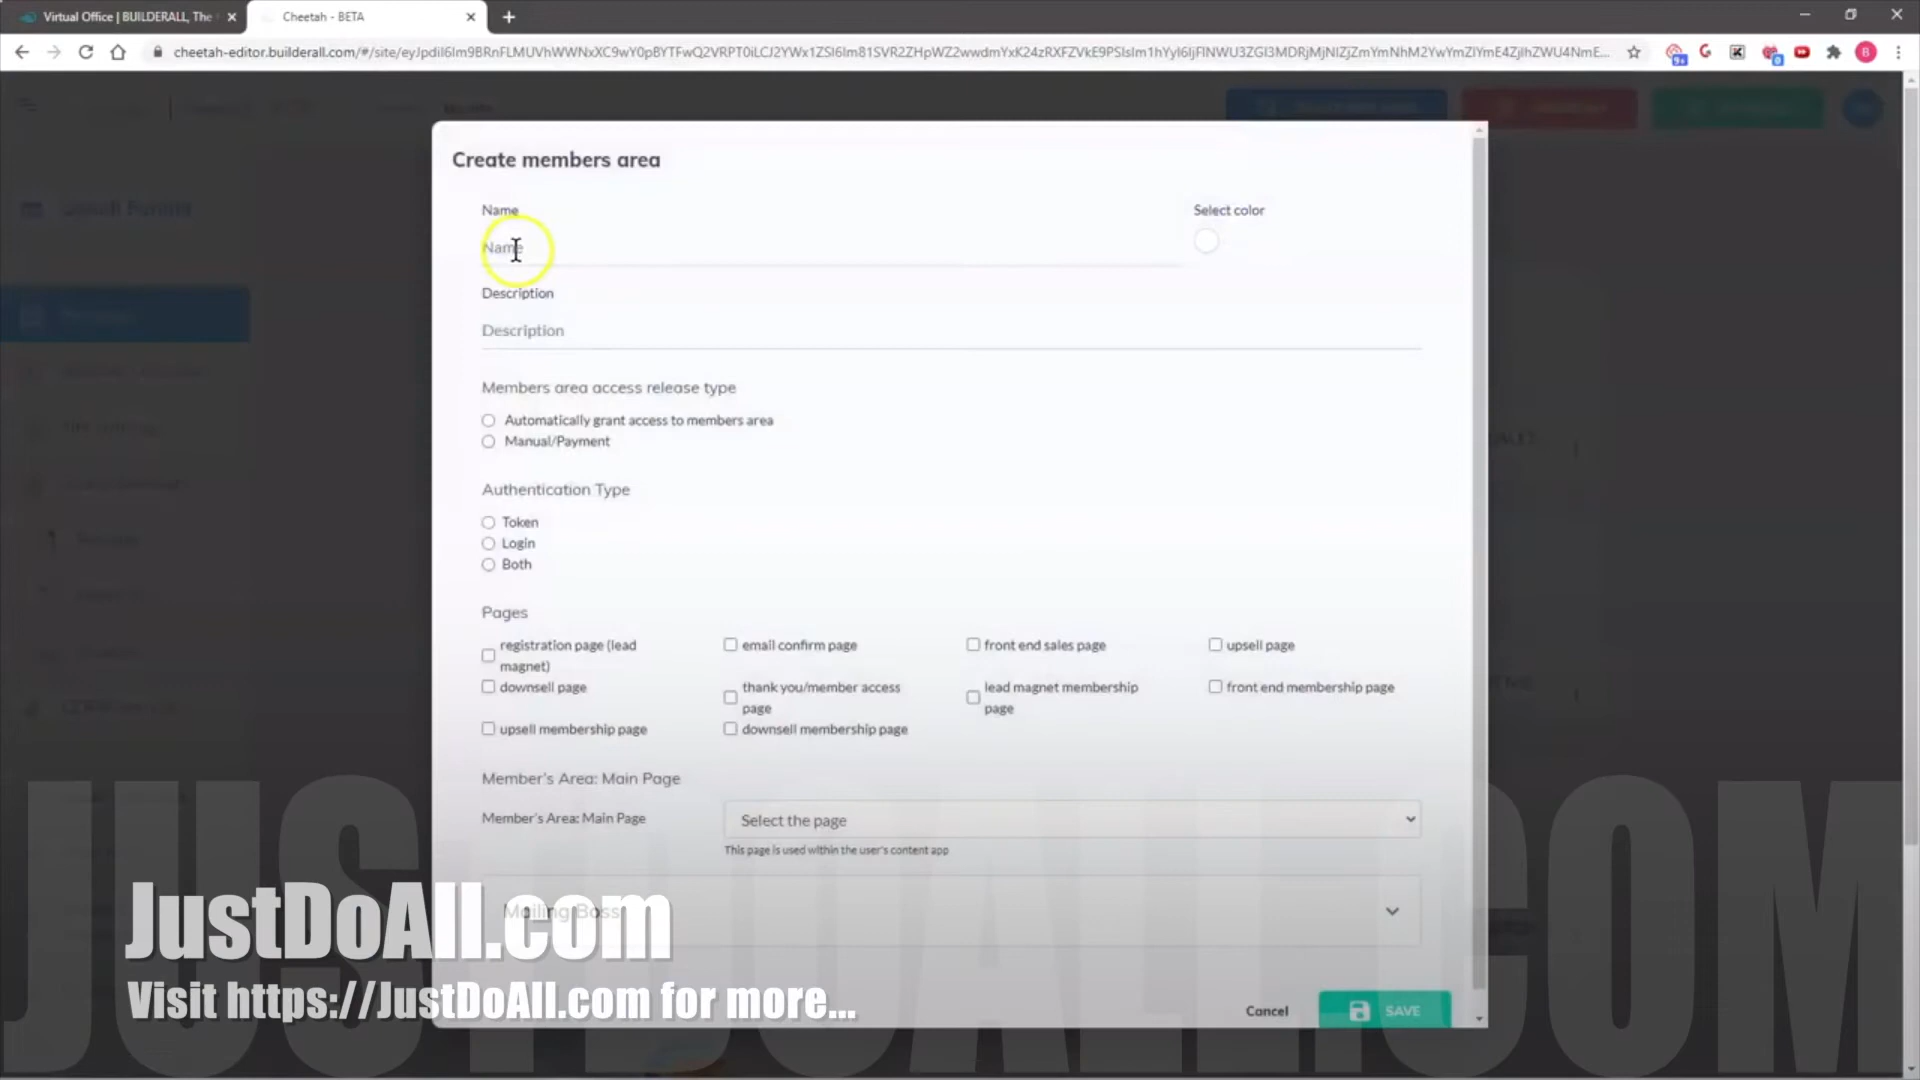 Virtual Office | BUILDERALL, The
Cheetah - BETA
Create members area
Name
Select color
Name
Description
Description
Members area access release type
Automatically grant access to members area
Manual/Payment
Authentication Type
Token
Login
Both
Pages
registration page (lead magnet)
email confirm page
front end sales page
upsell page
downsell page
thank you/member access page
lead magnet membership page
front end membership page
upsell membership page
downsell membership page
Member's Area: Main Page
Member's Area: Main Page
Select the page
This page is used within the user's content app
Mailing Boss
JustDoAll.com
Visit https://JustDoAll.com for more...
Cancel
SAVE
JUSTDOALL.COM